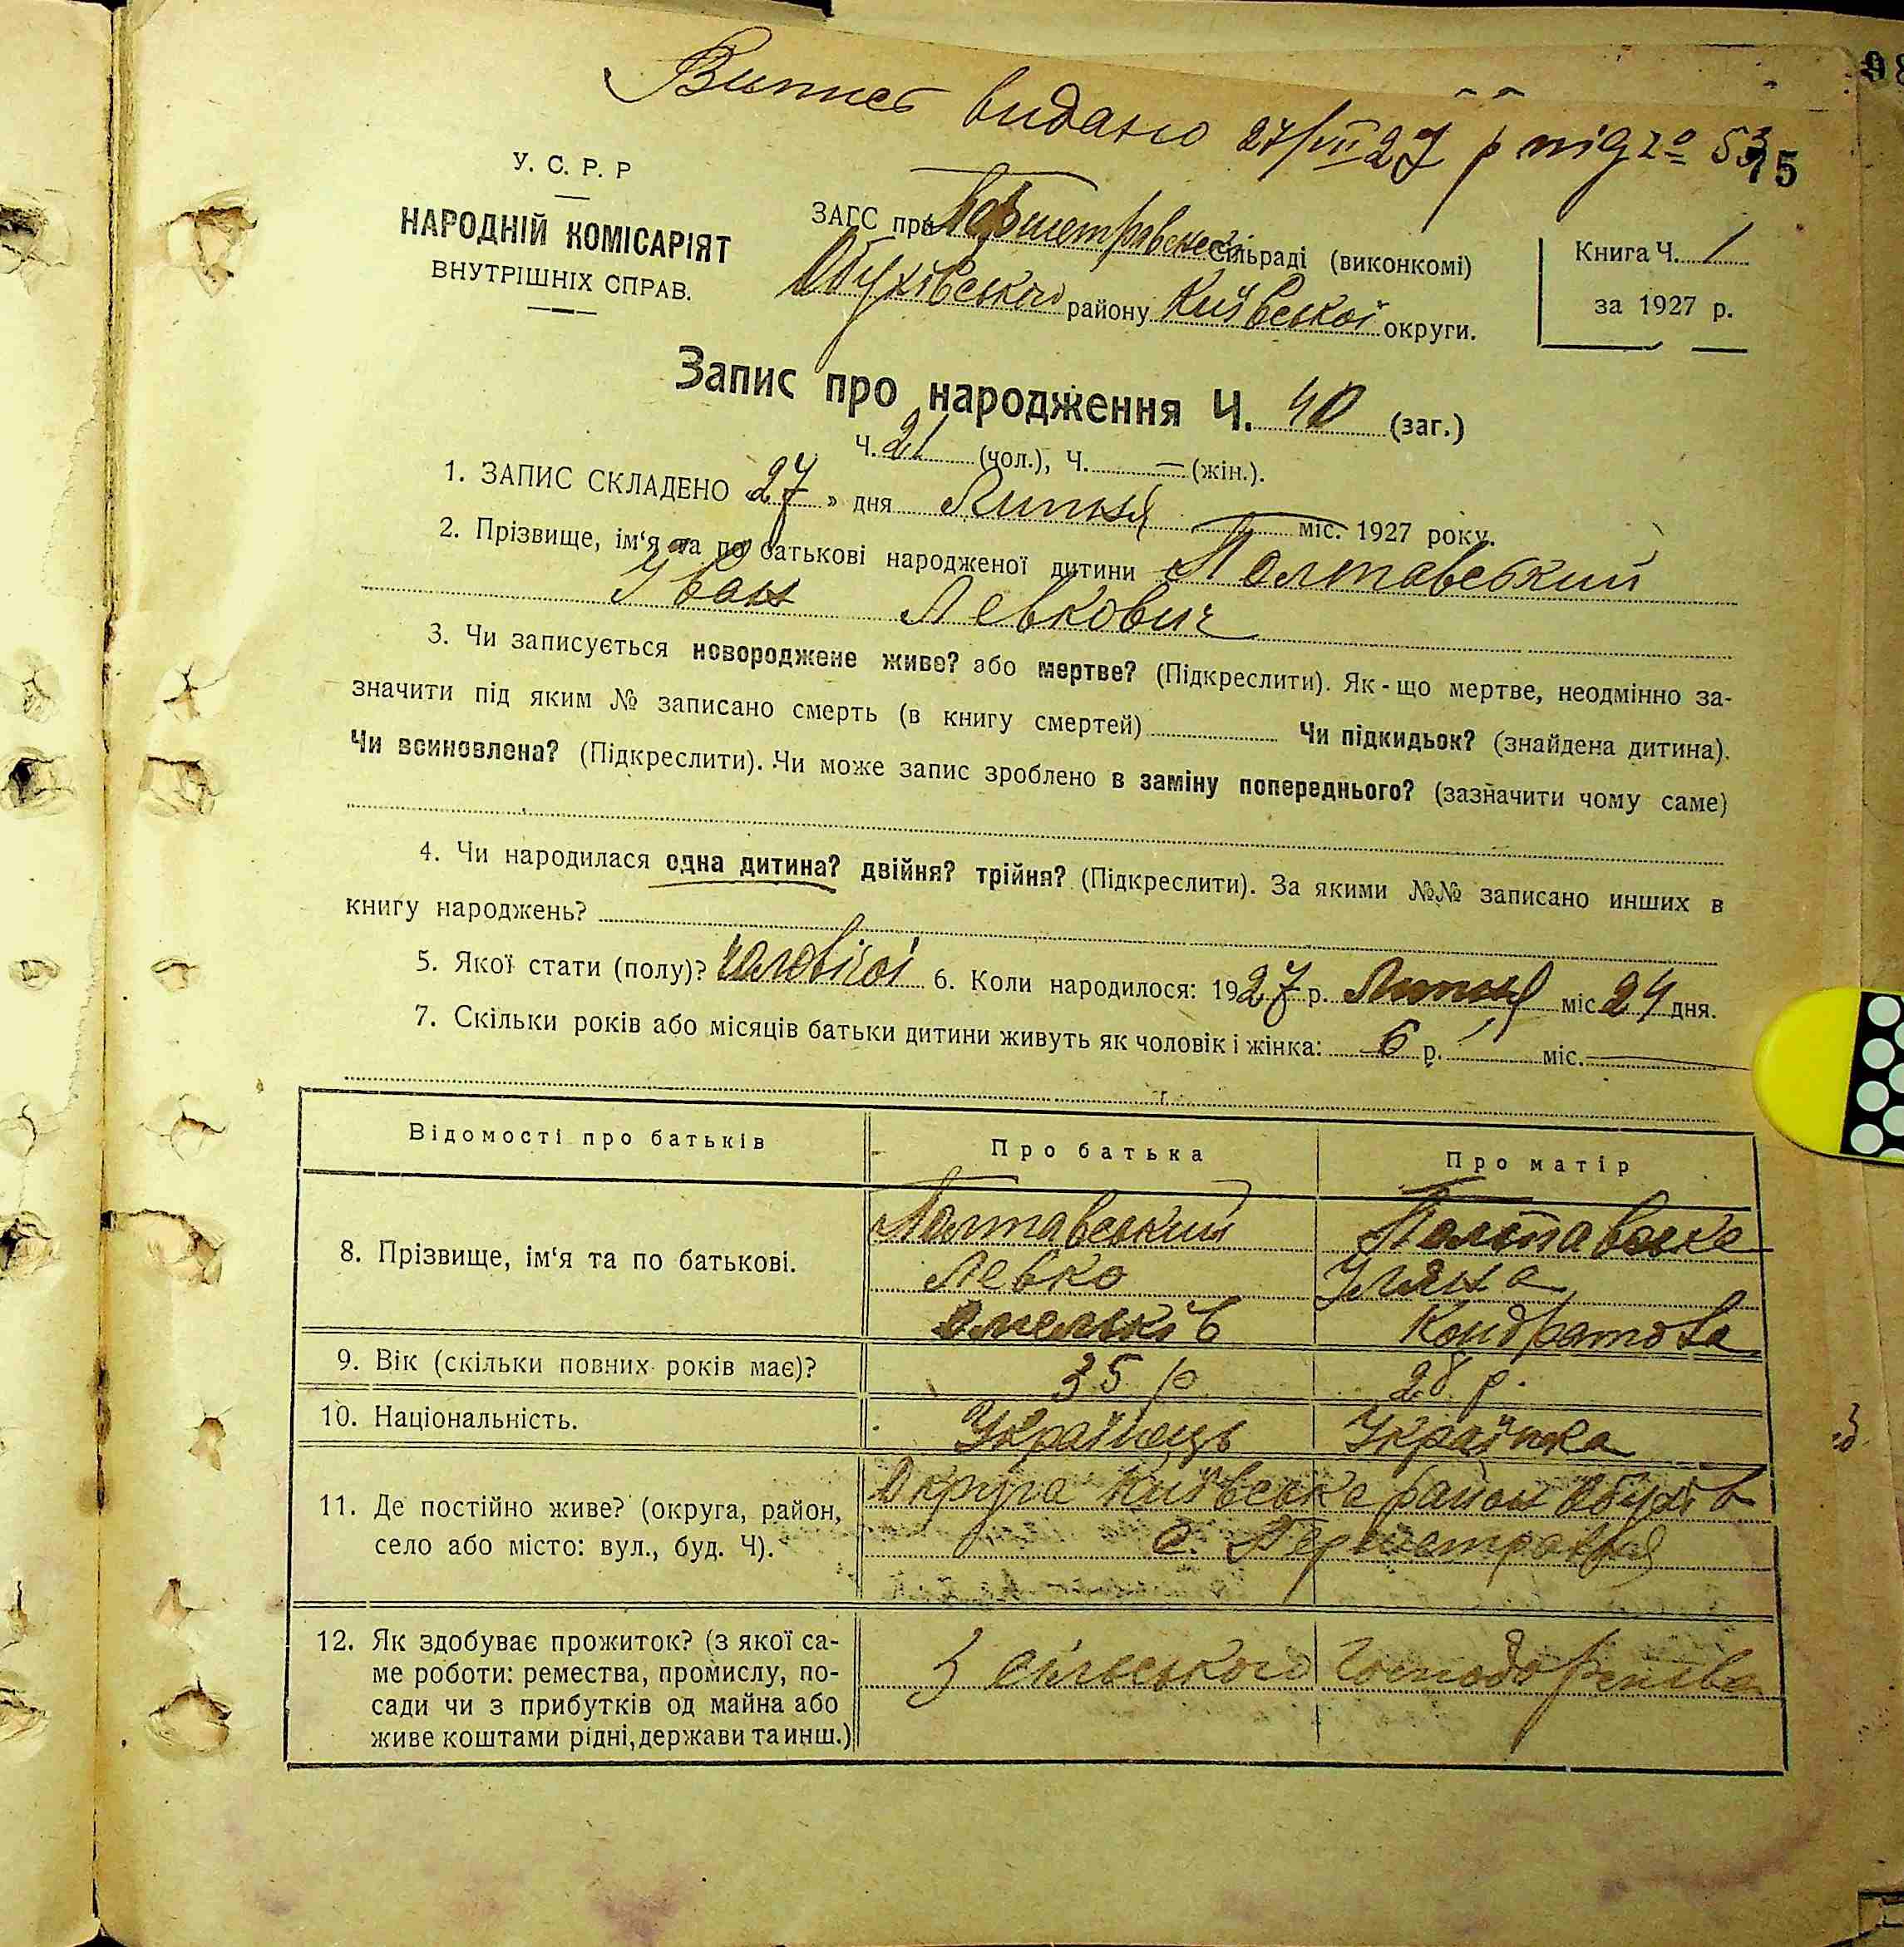 Випис видано 27/VII 27 р під №
15
У. С. Р. Р
НАРОДНІЙ КОМІСАРІЯТ
ВНУТРІШНІХ СПРАВ.
ЗАГС при сільраді (виконкомі)
Обухівського району Київської округи.
Книга Ч. 1
за 1927 р.
Запис про народження Ч. 40 (заг.)
Ч. 21 (чол.), Ч. — (жін.).
1. ЗАПИС СКЛАДЕНО 27 » дня Липня міс. 1927 року.
2. Прізвище, ім‘я та по батькові народженої дитини Полтавський
Іван Левкович
3. Чи записується новороджене живе? або мертве? (Підкреслити). Як-що мертве, неодмінно за-
значити під яким № записано смерть (в книгу смертей) Чи підкидьок? (знайдена дитина).
Чи всиновлена? (Підкреслити). Чи може запис зроблено в заміну попереднього? (зазначити чому саме)
4. Чи народилася одна дитина? двійня? трійня? (Підкреслити). За якими №№ записано инших в
книгу народжень?
5. Якої стати (полу)? чоловічої 6. Коли народилося: 1927 р. Липня міс. 24 дня.
7. Скільки років або місяців батьки дитини живуть як чоловік і жінка: 6 р. міс. —
Відомості про батьків Про батька Про матір
8. Прізвище, ім‘я та по батькові.
Полтавський Полтавське
Левко Уляна
Омельків Кондратова
9. Вік (скільки повних років має)? 35 р 26 р.
10. Національність. Українець Українка
11. Де постійно живе? (округа, район,
село або місто: вул., буд. Ч).
Округа Київська район Обухів
с.
12. Як здобуває прожиток? (з якої са-
ме роботи: ремества, промислу, по-
сади чи з прибутків од майна або
живе коштами рідні, держави та инш.)
З сільського господарства